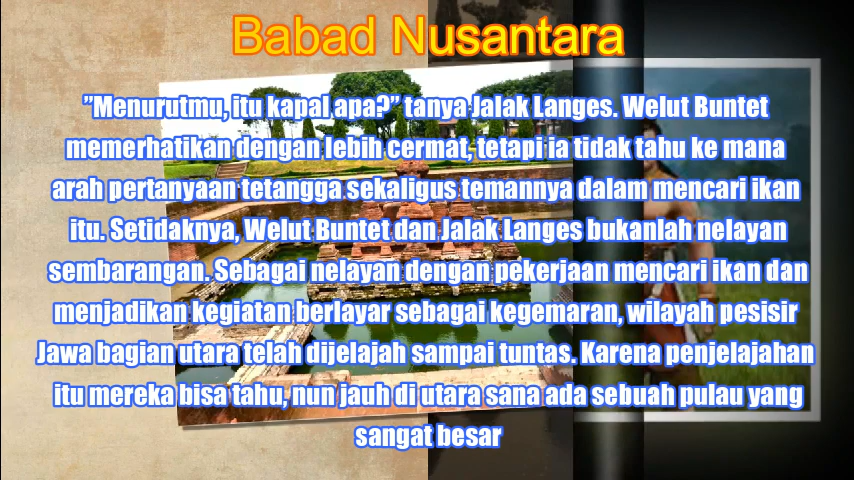 Babad Nusantara
”Menurutmu, itu kapal apa?” tanya Jalak Langes. Welut Buntet
memerhatikan dengan lebih cermat, tetapi ia tidak tahu ke mana
arah pertanyaan tetangga sekaligus temannya dalam mencari ikan
itu. Setidaknya, Welut Buntet dan Jalak Langes bukanlah nelayan
sembarangan. Sebagai nelayan dengan pekerjaan mencari ikan dan
menjadikan kegiatan berlayar sebagai kegemaran, wilayah pesisir
Jawa bagian utara telah dijelajah sampai tuntas. Karena penjelajahan
itu mereka bisa tahu, nun jauh di utara sana ada sebuah pulau yang
sangat besar